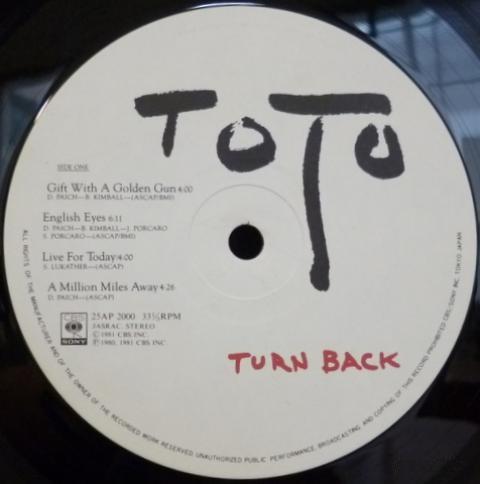 TOTO
SIDE ONE
Gift With A Golden Gun 4:00
D. PAICH—B. KIMBALL—(ASCAP/BMI)
English Eyes 6:11
D. PAICH—B. KIMBALL—J. PORCARO
S. PORCARO—(ASCAP/BMI)
Live For Today 4:00
S. LUKATHER—(ASCAP)
A Million Miles Away 4:26
D. PAICH—(ASCAP)
CBS
SONY
25AP 2000 33⅓RPM
JASRAC. STEREO
© 1981 CBS INC.
℗ 1980, 1981 CBS INC.
TURN BACK
ALL RIGHTS OF THE MANUFACTURER AND OF THE OWNER OF THE RECORDED WORK RESERVED. UNAUTHORIZED PUBLIC PERFORMANCE, BROADCASTING AND COPYING OF THIS RECORD PROHIBITED CBS/SONY INC. TOKYO JAPAN